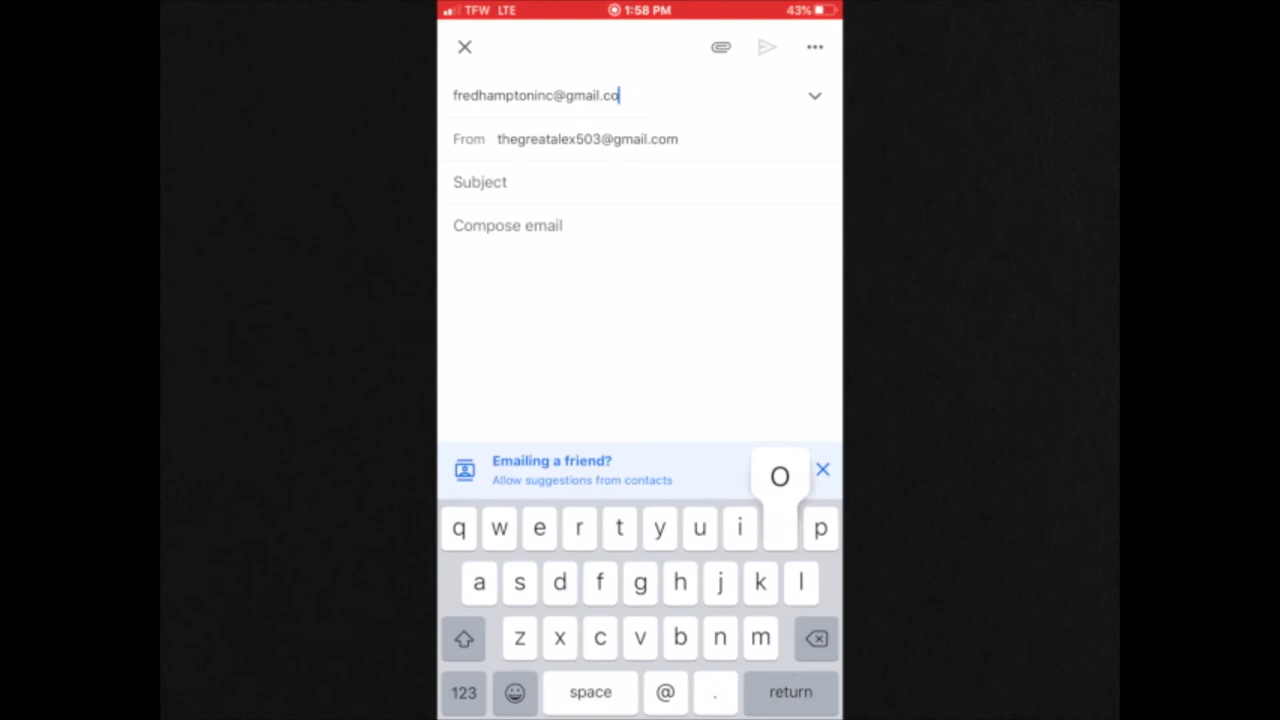 TFW LTE 1:58 PM 43%
fredhamptoninc@gmail.co
From thegreatalex503@gmail.com
Subject
Compose email
Emailing a friend?
Allow suggestions from contacts
O
q w e r t y u i p
a s d f g h j k l
z x c v b n m
123 space @ . return